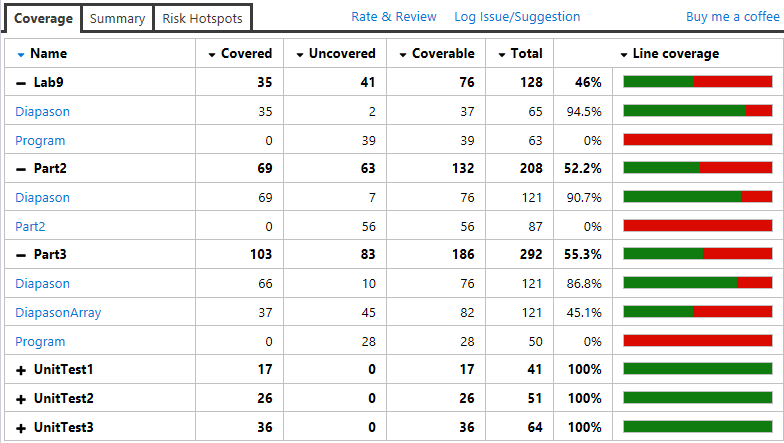 Coverage Summary Risk Hotspots Rate & Review Log Issue/Suggestion Buy me a coffee
Name Covered Uncovered Coverable Total Line coverage
Lab9 35 41 76 128 46%
Diapason 35 2 37 65 94.5%
Program 0 39 39 63 0%
Part2 69 63 132 208 52.2%
Diapason 69 7 76 121 90.7%
Part2 0 56 56 87 0%
Part3 103 83 186 292 55.3%
Diapason 66 10 76 121 86.8%
DiapasonArray 37 45 82 121 45.1%
Program 0 28 28 50 0%
UnitTest1 17 0 17 41 100%
UnitTest2 26 0 26 51 100%
UnitTest3 36 0 36 64 100%